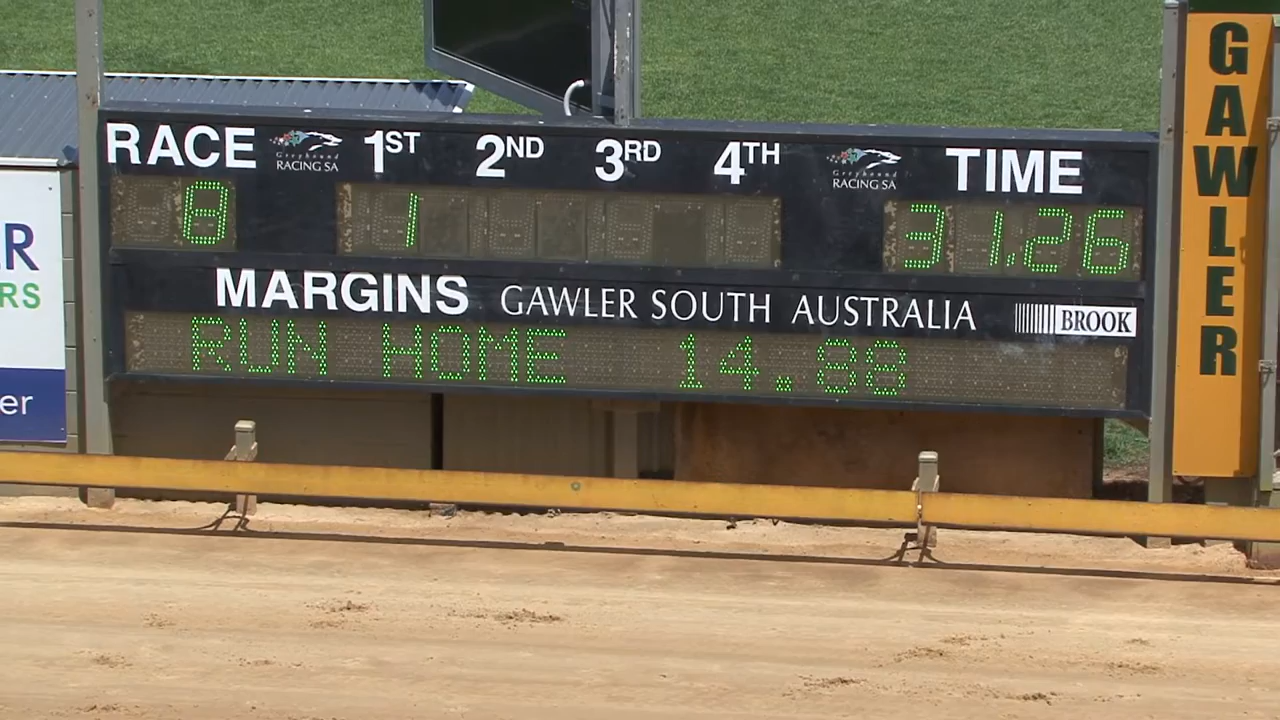 RACE
Greyhound
RACING SA
1ST 2ND 3RD 4TH
Greyhound
RACING SA
TIME
8 1 31.26
MARGINS GAWLER SOUTH AUSTRALIA BROOK
RUN HOME 14.88
GAWLER
R
RS
er